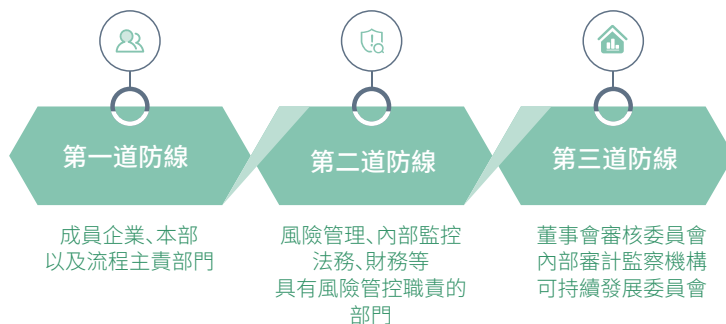 第一道防線
成員企業、本部
以及流程主責部門
第二道防線
風險管理、內部監控
法務、財務等
具有風險管控職責的
部門
第三道防線
董事會審核委員會
內部審計監察機構
可持續發展委員會